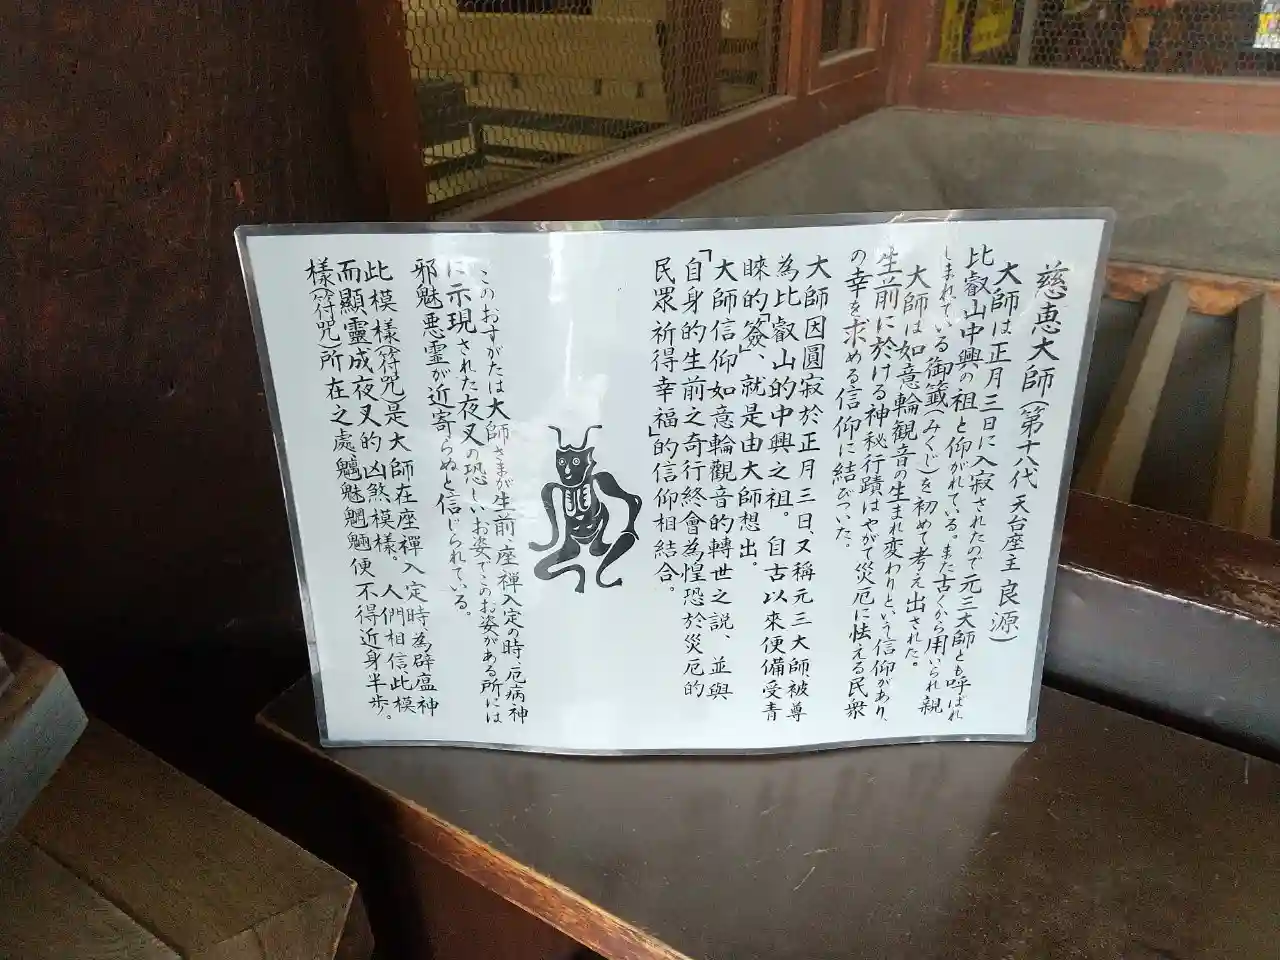 慈恵大師(第十八代 天台座主 良源)
大師は正月三日に入寂されたので元三大師とも呼ばれ
比叡山中興の祖と仰がれている。また古くから用いられ親
しまれている御籤(みくじ)を初めて考え出された。
大師は如意輪観音の生まれ変わりという信仰があり、
生前に於ける神秘行蹟はやがて災厄に怯える民衆
の幸を求める信仰に結びついた。
大師因圓寂於正月三日、又稱元三大師、被尊
為比叡山的中興之祖。自古以來便備受青
睞的「簽」、就是由大師想出。
大師信仰如意輪觀音的轉世之説、並與
「自身的生前之奇行終會為惶恐於災厄的
民眾祈得幸福」的信仰相結合。
このおすがたは大師さまが生前、座禅入定の時、厄病神
に示現された夜叉の恐しいお姿でこのお姿がある所には
邪魅悪霊が近寄らぬと信じられている。
此模樣(符咒)是大師在座禪入定時為辟瘟神
而顯靈成夜叉的凶煞模樣。人們相信此模
樣(符咒)所在之處、魑魅魍魎便不得近身半步。